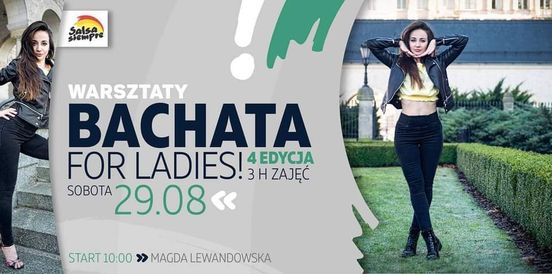 Salsa
siempre
WARSZTATY
BACHATA
FOR LADIES! 4 EDYCJA
3 H ZAJĘĆ
SOBOTA
29.08 «
START 10:00 » MAGDA LEWANDOWSKA